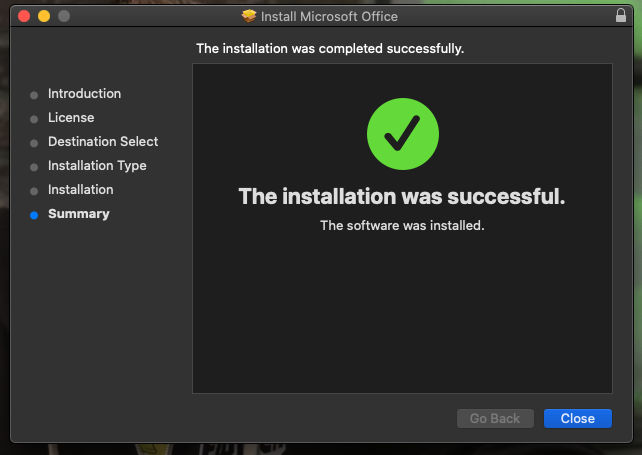 Install Microsoft Office
The installation was completed successfully.
Introduction
License
Destination Select
Installation Type
Installation
Summary
The installation was successful.
The software was installed.
Go Back
Close